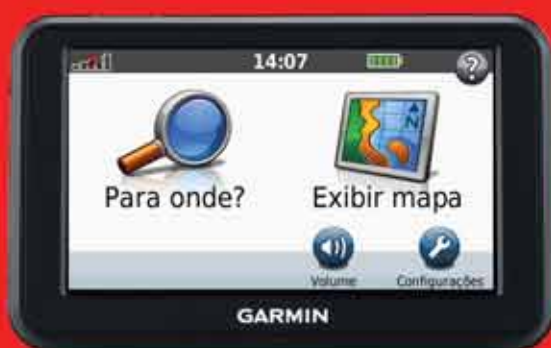 14:07
?
Para onde?
Exibir mapa
N
Volume
Configurações
GARMIN